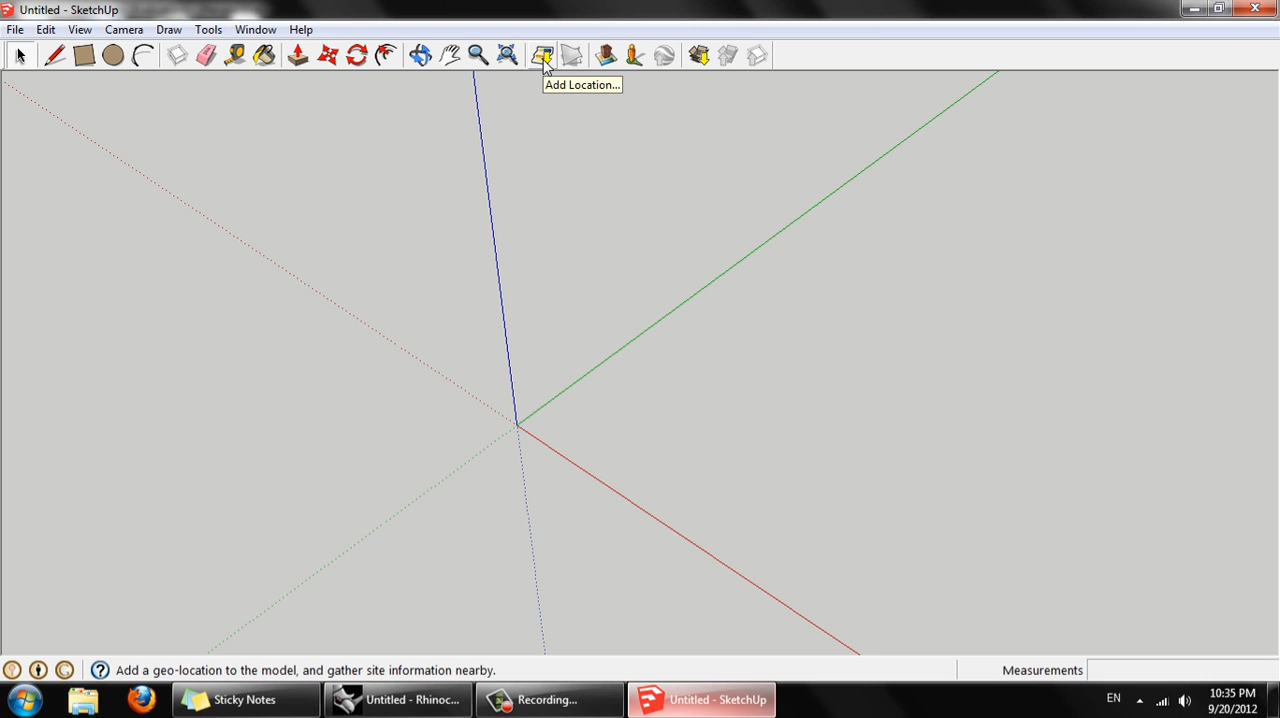 Untitled - SketchUp
File Edit View Camera Draw Tools Window Help
Add Location...
Add a geo-location to the model, and gather site information nearby.
Measurements
Sticky Notes
Untitled - Rhinoc...
Recording...
Untitled - SketchUp
EN
10:35 PM
9/20/2012